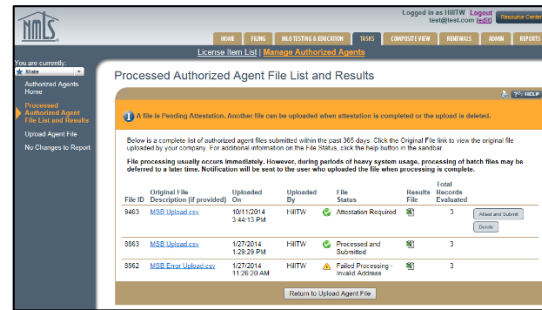 Logged in as HillTW Logout
test@test.com (edit)
Resource Center
NMLS
HOME FILING MLO TESTING & EDUCATION TASKS COMPOSITE VIEW RENEWALS ADMIN REPORTS
License Item List | Manage Authorized Agents
You are currently:
State
Authorized Agents
Home
Processed
Authorized Agent
File List and Results
Upload Agent File
No Changes to Report
Processed Authorized Agent File List and Results
HELP
A file is Pending Attestation. Another file can be uploaded when attestation is completed or the upload is deleted.
Below is a complete list of authorized agent files submitted within the past 365 days. Click the Original File link to view the original file
uploaded by your company. For additional information on the File Status, click the help button in the sandbar.
File processing usually occurs immediately. However, during periods of heavy system usage, processing of batch files may be
deferred to a later time. Notification will be sent to the user who uploaded the file when processing is complete.
File ID Original File Description (if provided) Uploaded On Uploaded By File Status Results File Total Records Evaluated
9463 MSB Upload.csv 10/11/2014 3:44:13 PM HillTW Attestation Required 3 Attest and Submit
Delete
8863 MSB Upload.csv 1/27/2014 1:29:29 PM HillTW Processed and Submitted 3
8862 MSB Error Upload.csv 1/27/2014 11:26:20 AM HillTW Failed Processing - Invalid Address 3
Return to Upload Agent File